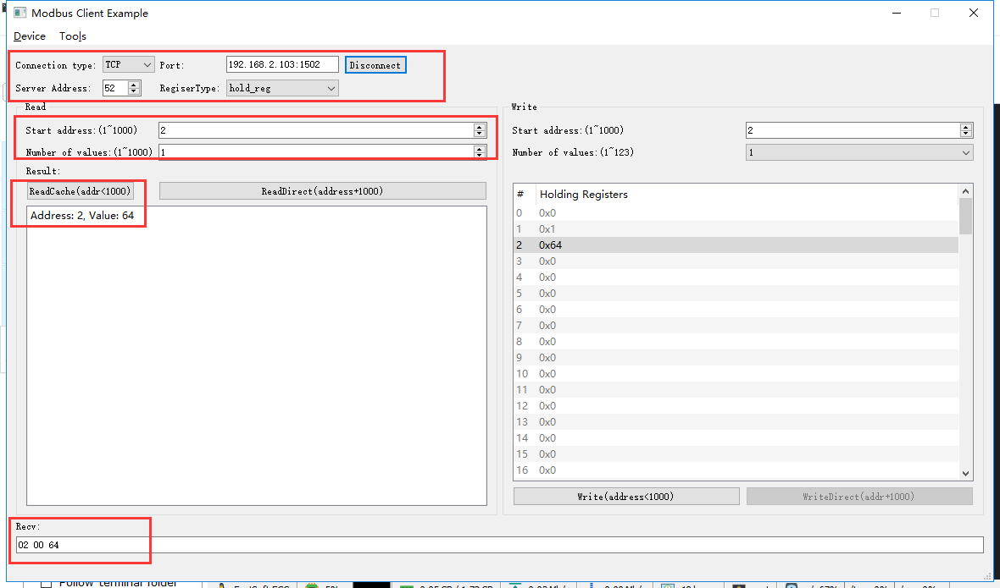 Modbus Client Example
Device Tools
Connection type: TCP Port: 192.168.2.103:1502 Disconnect
Server Address: 52 RegiserType: hold_reg
Read
Start address:(1~1000) 2
Number of values:(1~1000) 1
Result:
ReadCache(addr<1000) ReadDirect(address+1000)
Address: 2, Value: 64
Write
Start address:(1~1000) 2
Number of values:(1~123) 1
# Holding Registers
0 0x0
1 0x1
2 0x64
3 0x0
4 0x0
5 0x0
6 0x0
7 0x0
8 0x0
9 0x0
10 0x0
11 0x0
12 0x0
13 0x0
14 0x0
15 0x0
16 0x0
Write(address<1000) WriteDirect(addr+1000)
Recv:
02 00 64
Follow terminal folder